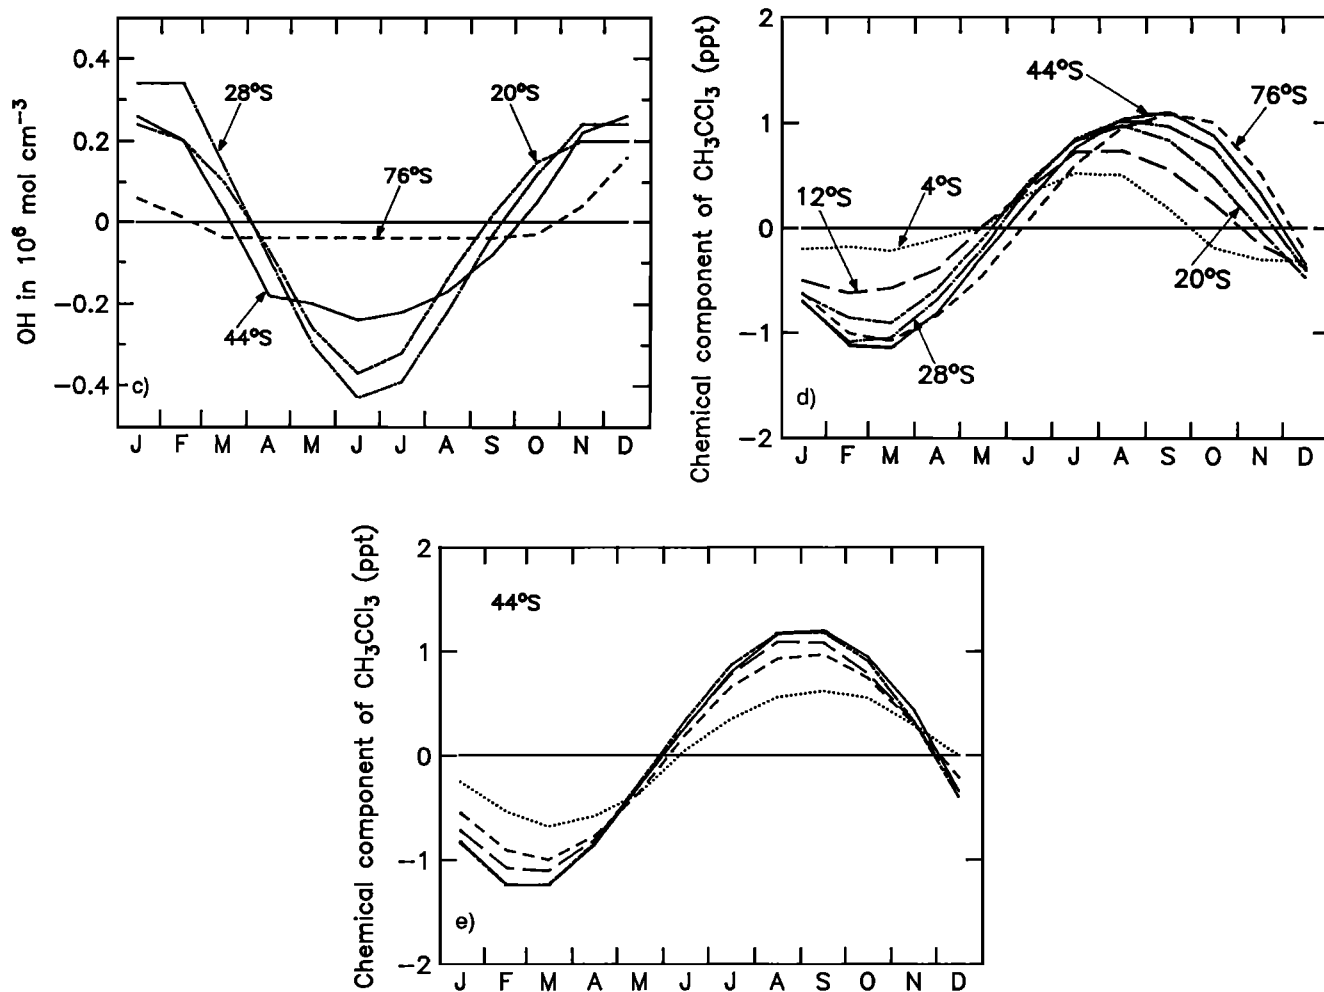 OH in 10⁶ mol cm⁻³
0.4
0.2
0
−0.2
−0.4
28°S
20°S
76°S
44°S
c)
J F M A M J J A S O N D
Chemical component of CH₃CCl₃ (ppt)
2
1
0
−1
−2
44°S
76°S
12°S
4°S
20°S
28°S
d)
J F M A M J J A S O N D
Chemical component of CH₃CCl₃ (ppt)
2
1
0
−1
−2
44°S
e)
J F M A M J J A S O N D